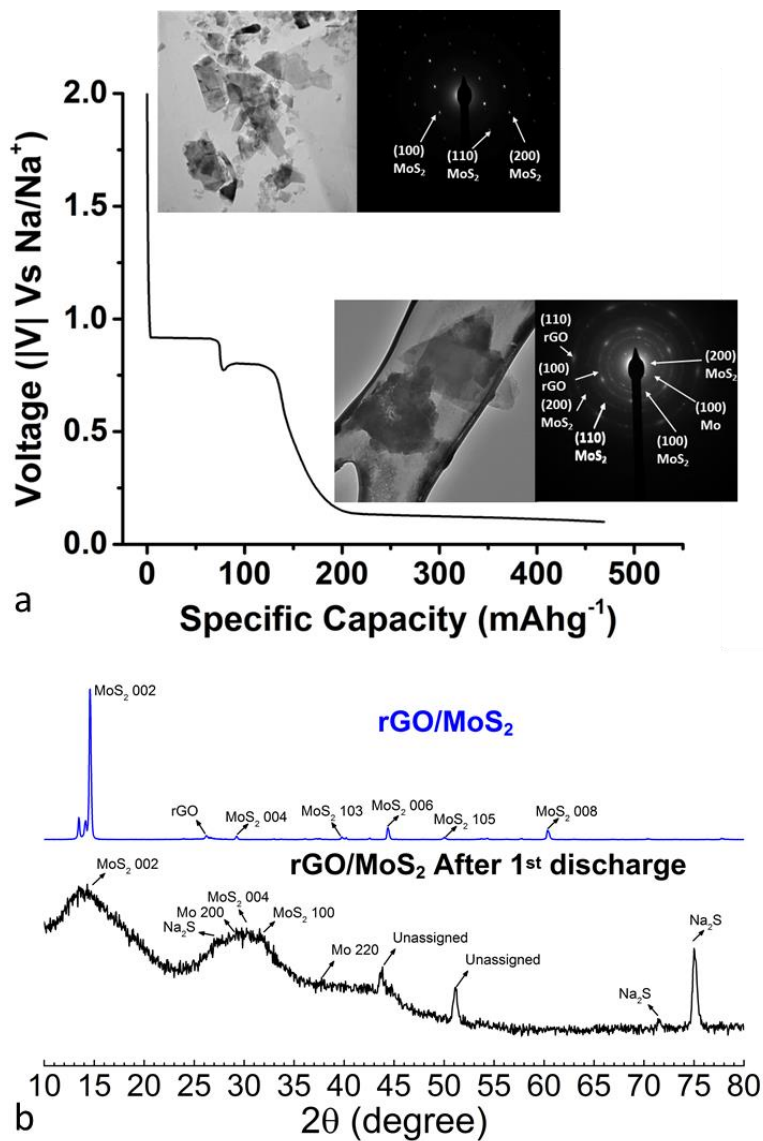 (100)
MoS2
(110)
MoS2
(200)
MoS2
2.0
1.5
1.0
0.5
0.0
Voltage (|V| Vs Na/Na+)
(110)
rGO
(100)
rGO
(200)
MoS2
(110)
MoS2
(200)
MoS2
(100)
Mo
(100)
MoS2
0 100 200 300 400 500
a
Specific Capacity (mAhg-1)
MoS2 002
rGO/MoS2
rGO
MoS2 004
MoS2 103
MoS2 006
MoS2 105
MoS2 008
rGO/MoS2 After 1st discharge
MoS2 002
Na2S
Mo 200
MoS2 004
MoS2 100
Mo 220
Unassigned
Unassigned
Na2S
Na2S
10 15 20 25 30 35 40 45 50 55 60 65 70 75 80
b
2θ (degree)